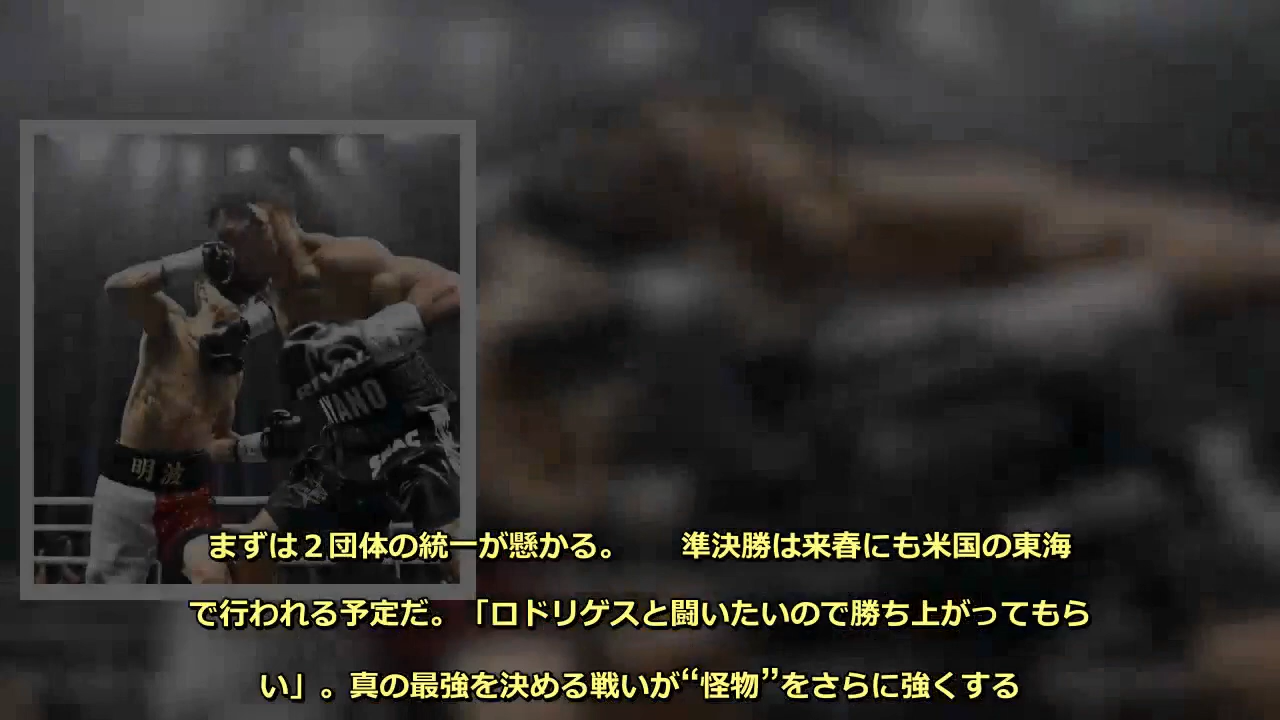 RIVAL
IYANO
明波
まずは２団体の統一が懸かる。　　準決勝は来春にも米国の東海
で行われる予定だ。「ロドリゲスと闘いたいので勝ち上がってもら
い」。真の最強を決める戦いが“怪物”をさらに強くする